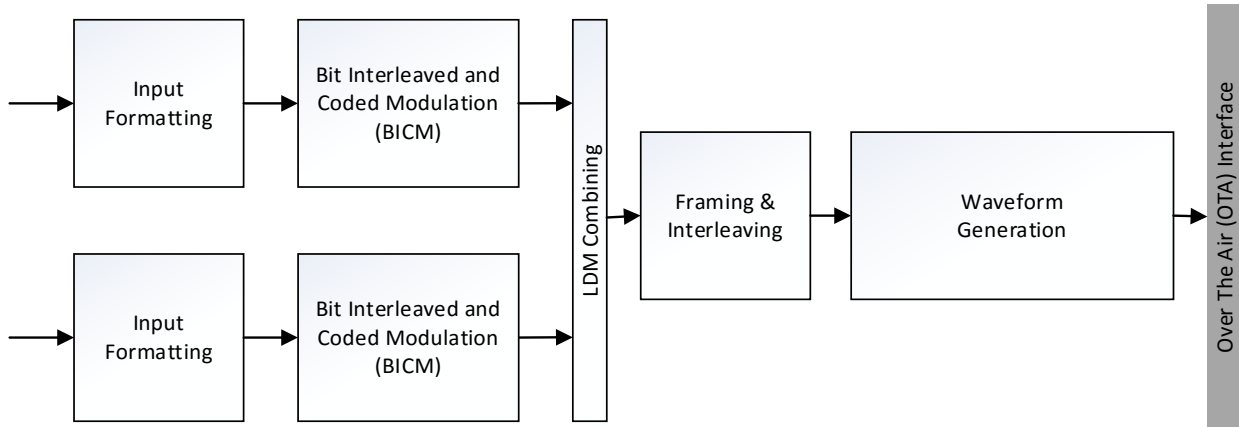 Input
Formatting
Bit Interleaved and
Coded Modulation
(BICM)
Input
Formatting
Bit Interleaved and
Coded Modulation
(BICM)
LDM Combining
Framing &
Interleaving
Waveform
Generation
Over The Air (OTA) Interface